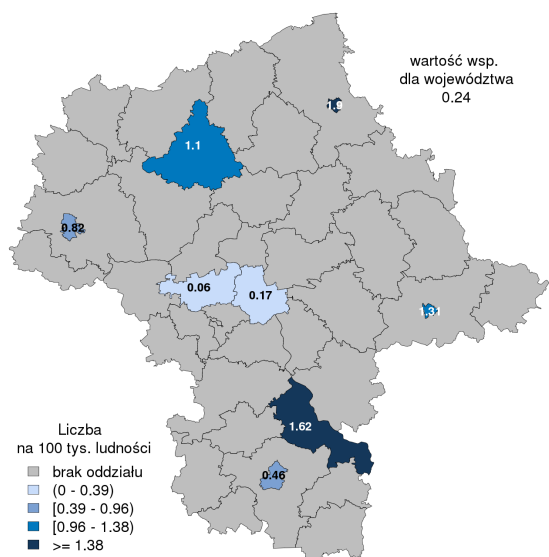 wartość wsp.
dla województwa
0.24
1.9
1.1
0.82
0.06
0.17
1.31
1.62
0.46
Liczba
na 100 tys. ludności
brak oddziału
(0 - 0.39)
[0.39 - 0.96)
[0.96 - 1.38)
>= 1.38